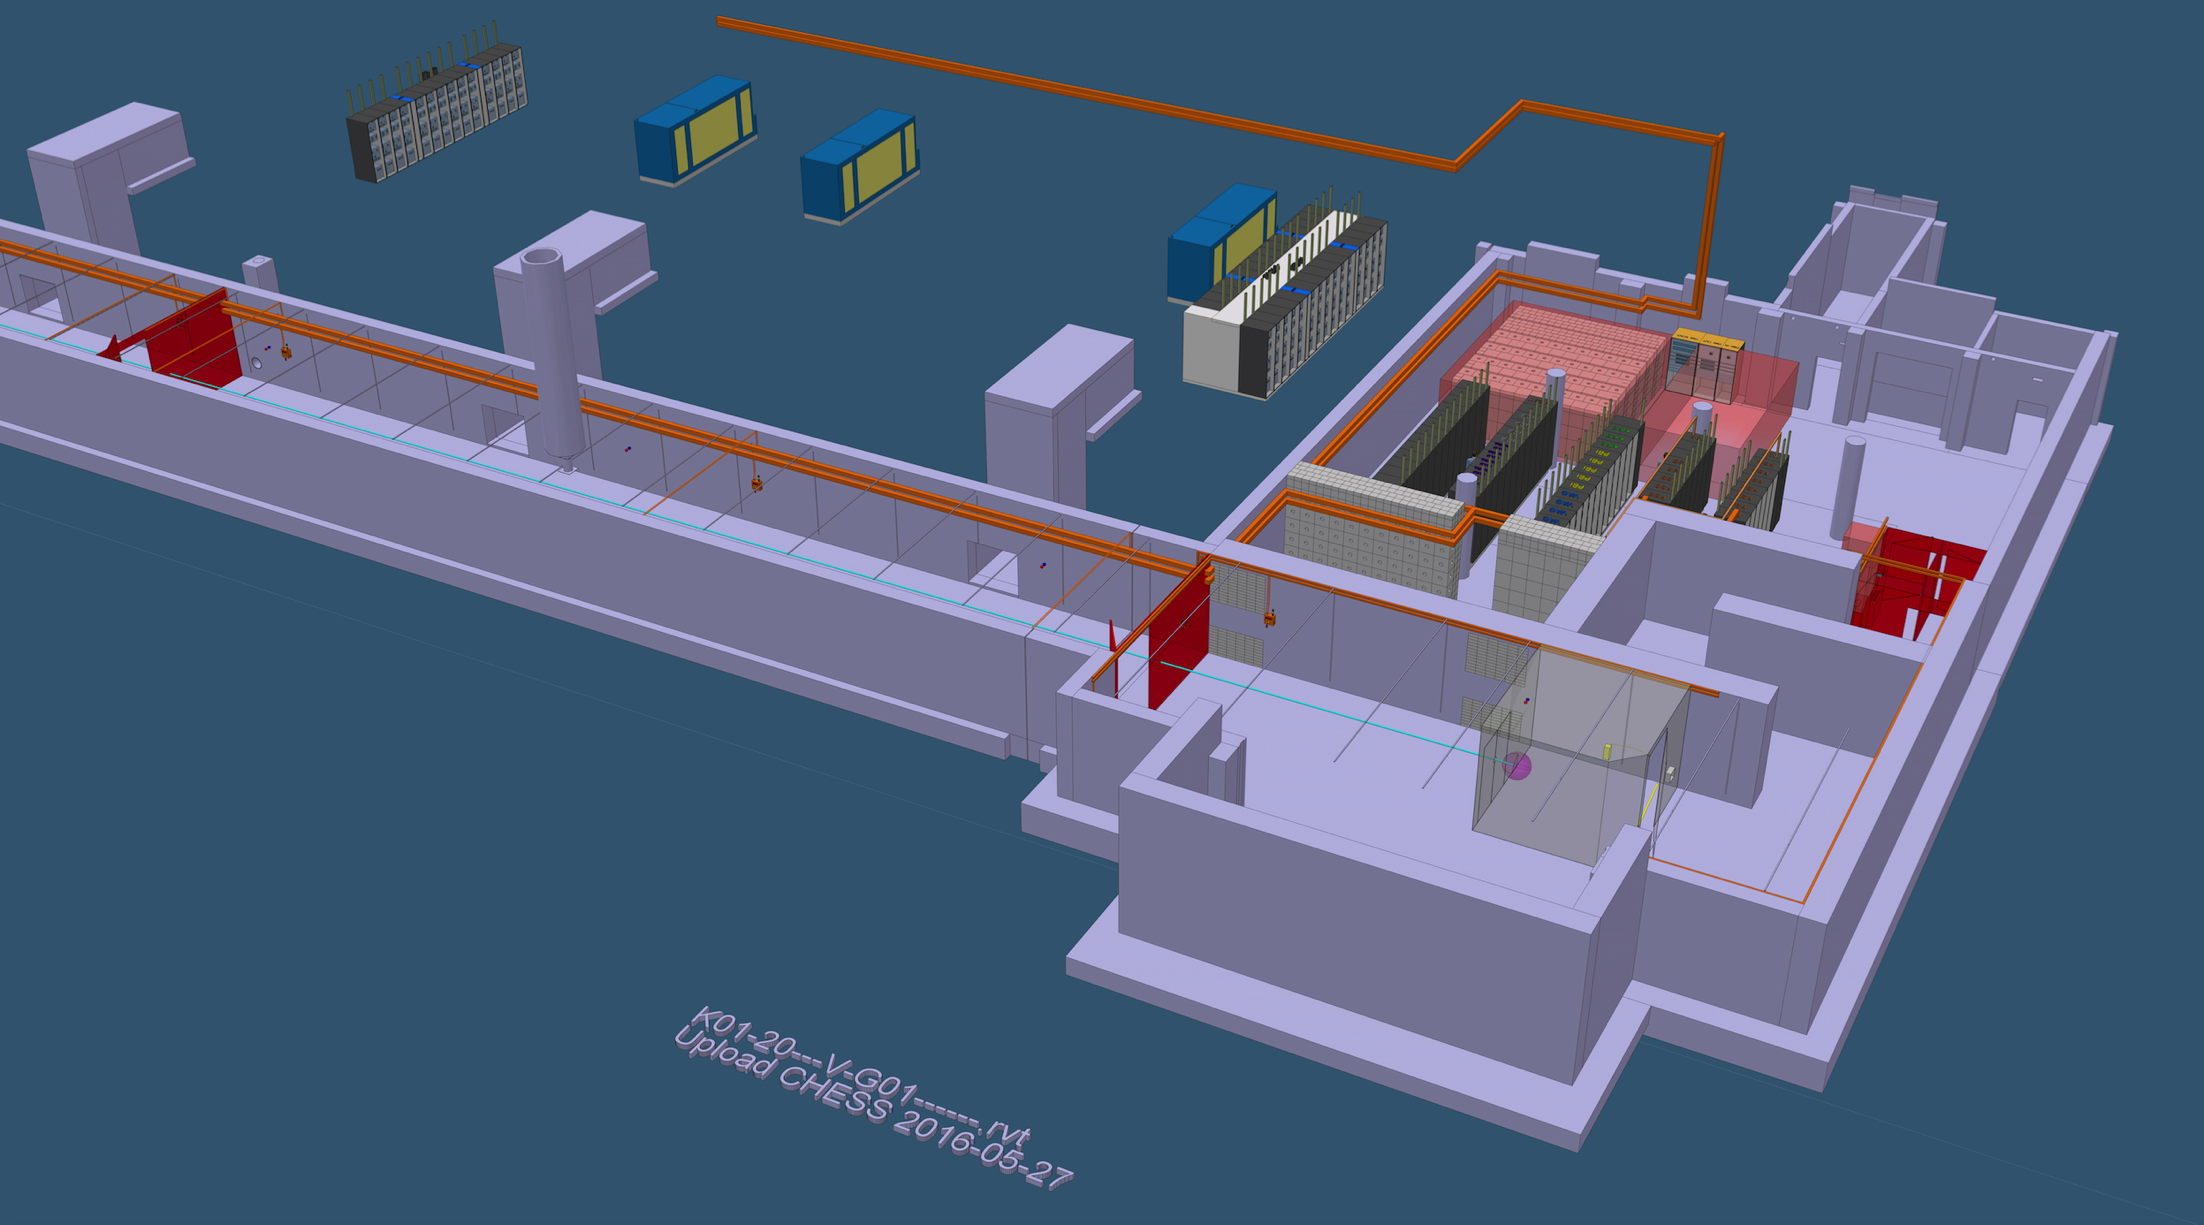 K01-20---V-G01------.rvt
Upload CHESS 2016-05-27